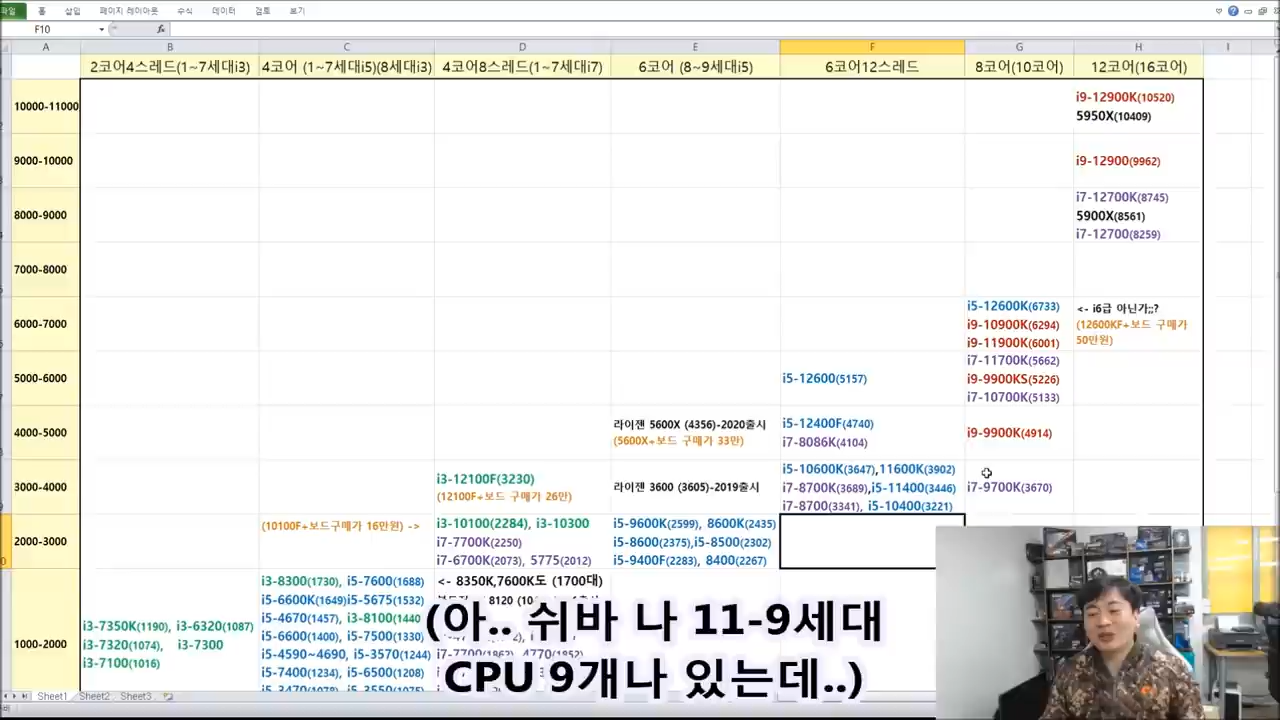 파일 홈 삽입 페이지 레이아웃 수식 데이터 검토 보기
F10 fx
A B C D E F G H I
2코어4스레드(1~7세대i3) 4코어 (1~7세대i5)(8세대i3) 4코어8스레드(1~7세대i7) 6코어 (8~9세대i5) 6코어12스레드 8코어(10코어) 12코어(16코어)
10000-11000
i9-12900K(10520)
5950X(10409)
9000-10000
i9-12900(9962)
8000-9000
i7-12700K(8745)
5900X(8561)
i7-12700(8259)
7000-8000
6000-7000
i5-12600K(6733)
i9-10900K(6294)
i9-11900K(6001)
<- i6급 아닌가;;?
(12600KF+보드 구매가
50만원)
5000-6000
i5-12600(5157)
i7-11700K(5662)
i9-9900KS(5226)
i7-10700K(5133)
4000-5000
라이젠 5600X (4356)-2020출시
(5600X+보드 구매가 33만)
i5-12400F(4740)
i7-8086K(4104)
i9-9900K(4914)
3000-4000
i3-12100F(3230)
(12100F+보드 구매가 26만)
라이젠 3600 (3605)-2019출시
i5-10600K(3647),11600K(3902)
i7-8700K(3689),i5-11400(3446)
i7-8700(3341), i5-10400(3221)
i7-9700K(3670)
2000-3000
(10100F+보드구매가 16만원) ->
i3-10100(2284), i3-10300
i7-7700K(2250)
i7-6700K(2073), 5775(2012)
i5-9600K(2599), 8600K(2435)
i5-8600(2375),i5-8500(2302)
i5-9400F(2283), 8400(2267)
1000-2000
i3-7350K(1190), i3-6320(1087)
i3-7320(1074), i3-7300
i3-7100(1016)
i3-8300(1730), i5-7600(1688)
i5-6600K(1649)i5-5675(1532)
i5-4670(1457), i3-8100(1440
i5-6600(1400), i5-7500(1330)
i5-4590~4690, i5-3570(1244)
i5-7400(1234), i5-6500(1208)
i5-3470(1078), i5-3550(1075)
<- 8350K,7600K도 (1700대)
8120
i7-7700(1863), 4770(1852)
(아.. 쉬바 나 11-9세대
CPU 9개나 있는데..)
Sheet1 Sheet2 Sheet3